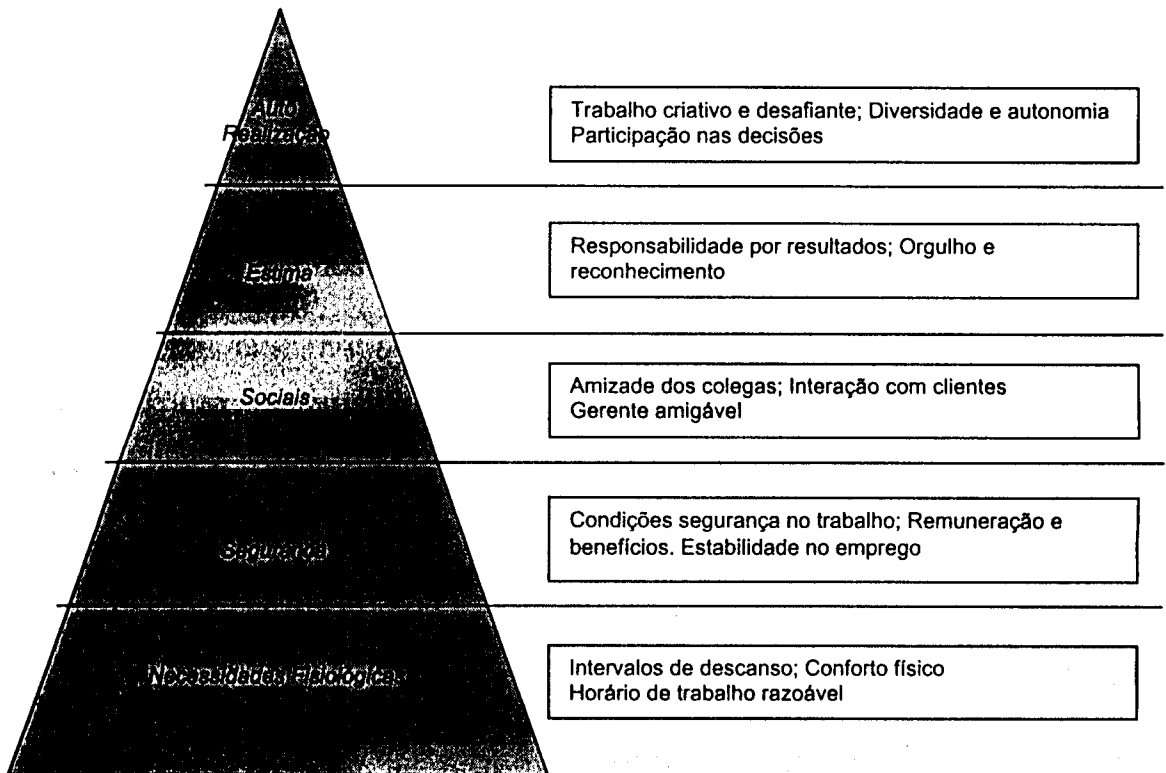 Auto
Realização
Trabalho criativo e desafiante; Diversidade e autonomia
Participação nas decisões
Estima
Responsabilidade por resultados; Orgulho e
reconhecimento
Sociais
Amizade dos colegas; Interação com clientes
Gerente amigável
Segurança
Condições segurança no trabalho; Remuneração e
benefícios. Estabilidade no emprego
Necessidades Fisiológicas
Intervalos de descanso; Conforto físico
Horário de trabalho razoável